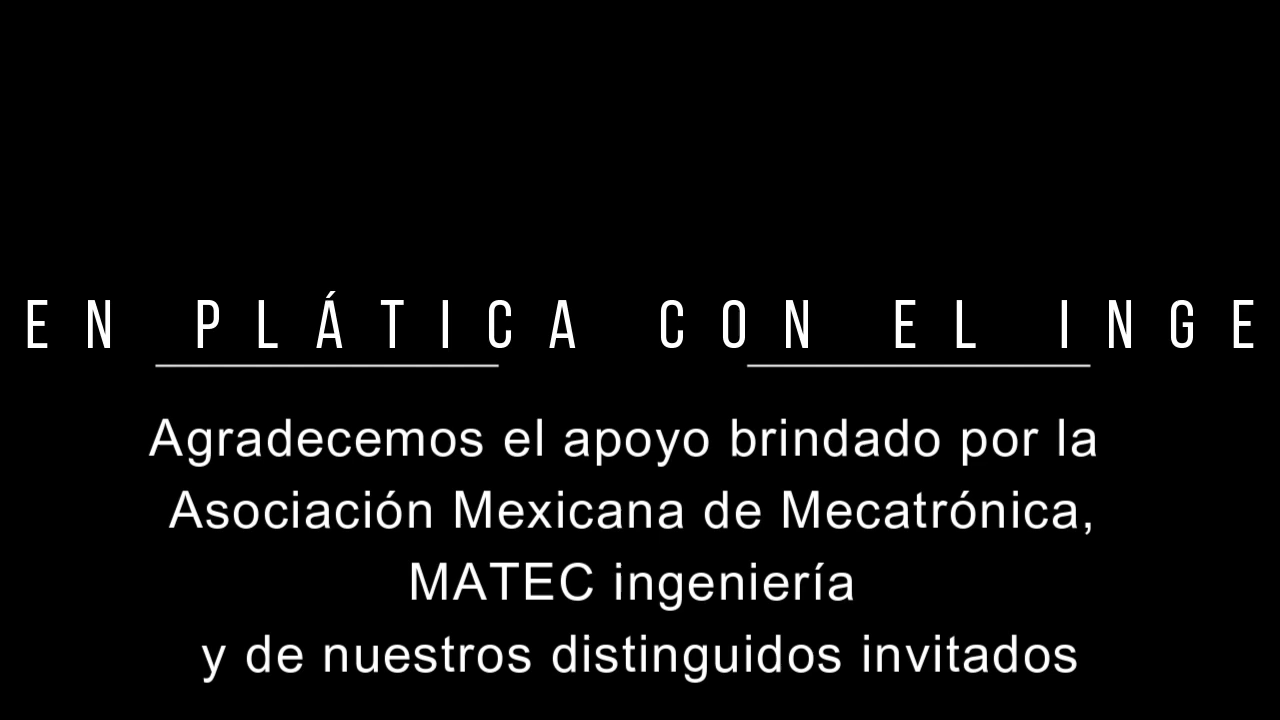 EN PLÁTICA CON EL INGE
Agradecemos el apoyo brindado por la
Asociación Mexicana de Mecatrónica,
MATEC ingeniería
y de nuestros distinguidos invitados